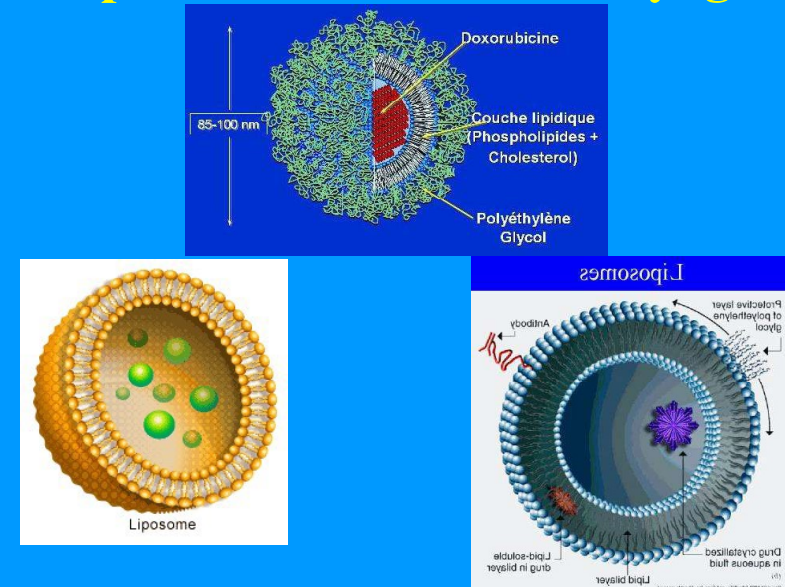 Doxorubicine
85-100 nm
Couche lipidique
(Phospholipides +
Cholesterol)
Polyéthylène
Glycol
Liposome
Liposomes
Protective layer
of polyethelyne
glycol
Antibody
Lipid-soluble
drug in bilayer
Lipid bilayer
Drug crystallized
in aqueous fluid